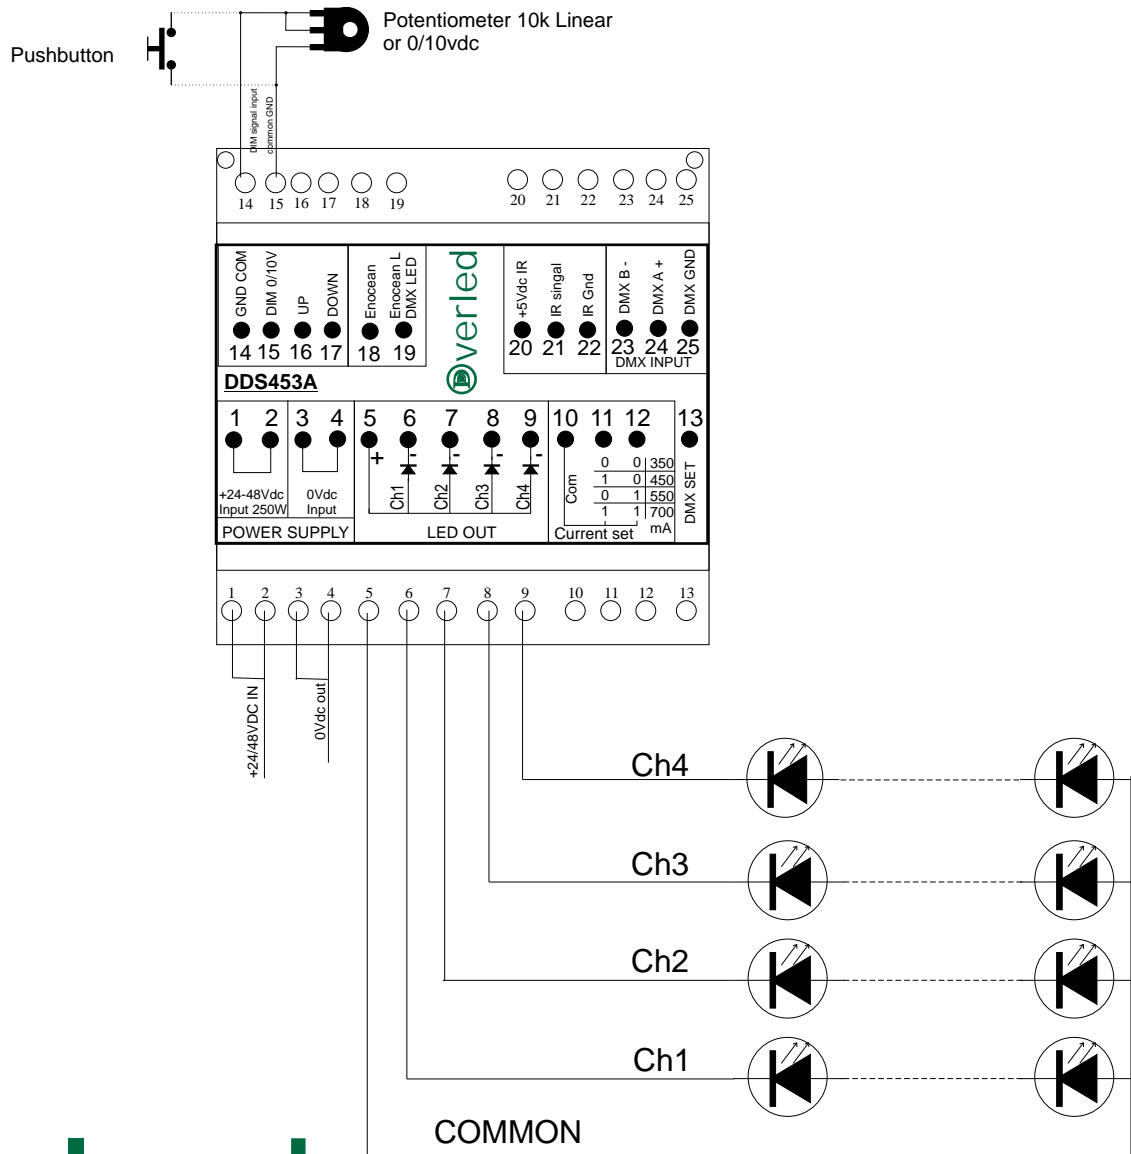 Potentiometer 10k Linear
or 0/10vdc
Pushbutton
DIM signal input
common GND
14 15 16 17 18 19 20 21 22 23 24 25
GND COM
DIM 0/10V
UP
DOWN
Enocean
Enocean L
DMX LED
verled
+5Vdc IR
IR singal
IR Gnd
DMX B -
DMX A +
DMX GND
14 15 16 17 18 19 20 21 22 23 24 25
DMX INPUT
DDS453A
1 2 3 4 5 6 7 8 9 10 11 12 13
+ - - - -
Ch1
Ch2
Ch3
Ch4
Com
0 0 350
1 0 450
0 1 550
1 1 700
mA
DMX SET
+24-48Vdc
Input 250W
0Vdc
Input
POWER SUPPLY
LED OUT
Current set
1 2 3 4 5 6 7 8 9 10 11 12 13
+24/48VDC IN
0Vdc out
Ch4
Ch3
Ch2
Ch1
COMMON